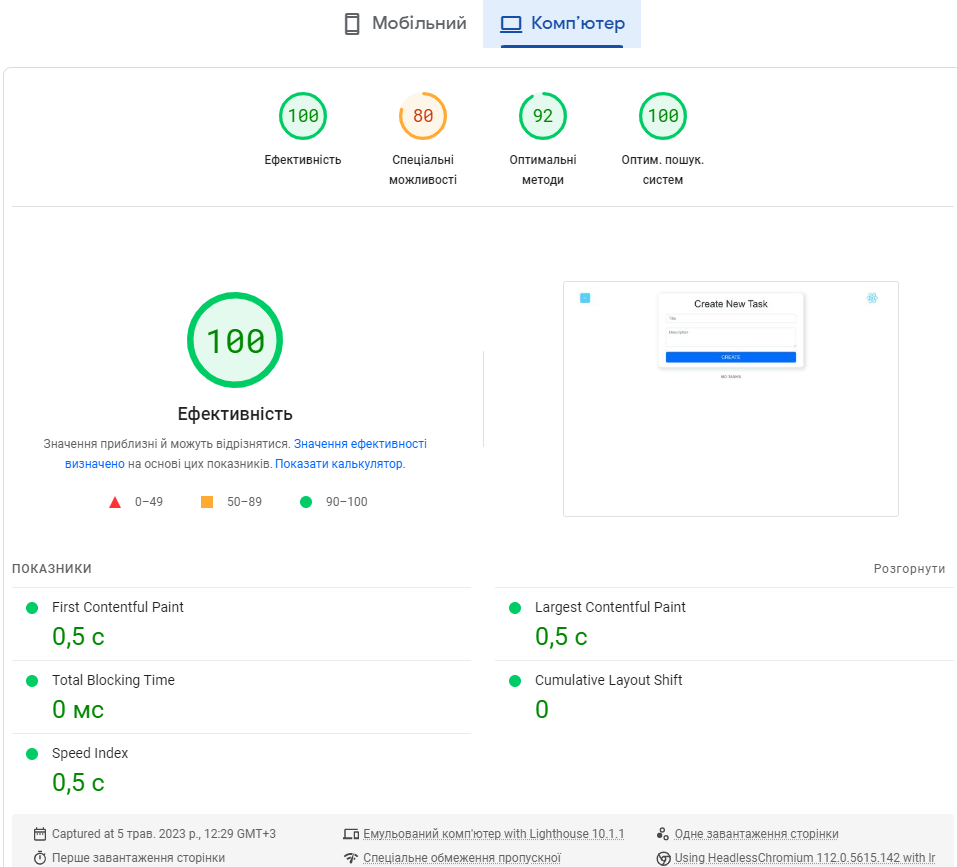 Мобільний
Комп'ютер
100
80
92
100
Ефективність
Спеціальні
можливості
Оптимальні
методи
Оптим. пошук.
систем
100
Ефективність
Значення приблизні й можуть відрізнятися. Значення ефективності
визначено на основі цих показників. Показати калькулятор.
0–49
50–89
90–100
Create New Task
Title
Description
CREATE
NO TASKS
ПОКАЗНИКИ
Розгорнути
First Contentful Paint
0,5 с
Largest Contentful Paint
0,5 с
Total Blocking Time
0 мс
Cumulative Layout Shift
0
Speed Index
0,5 с
Captured at 5 трав. 2023 р., 12:29 GMT+3
Емульований комп'ютер with Lighthouse 10.1.1
Одне завантаження сторінки
Перше завантаження сторінки
Спеціальне обмеження пропускної
Using HeadlessChromium 112.0.5615.142 with lr